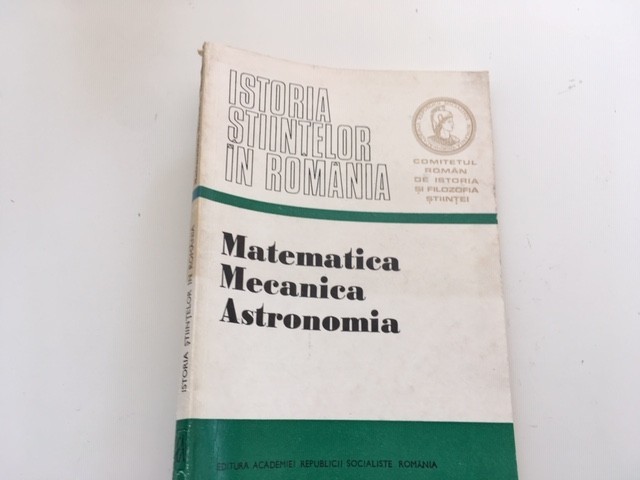 ISTORIA
ȘTIINȚELOR
ÎN ROMÂNIA
COMITETUL
ROMÂN
DE ISTORIA
ȘI FILOZOFIA
ȘTIINȚEI
Matematica
Mecanica
Astronomia
EDITURA ACADEMIEI REPUBLICII SOCIALISTE ROMÂNIA
ISTORIA ȘTIINȚELOR ÎN ROMÂNIA